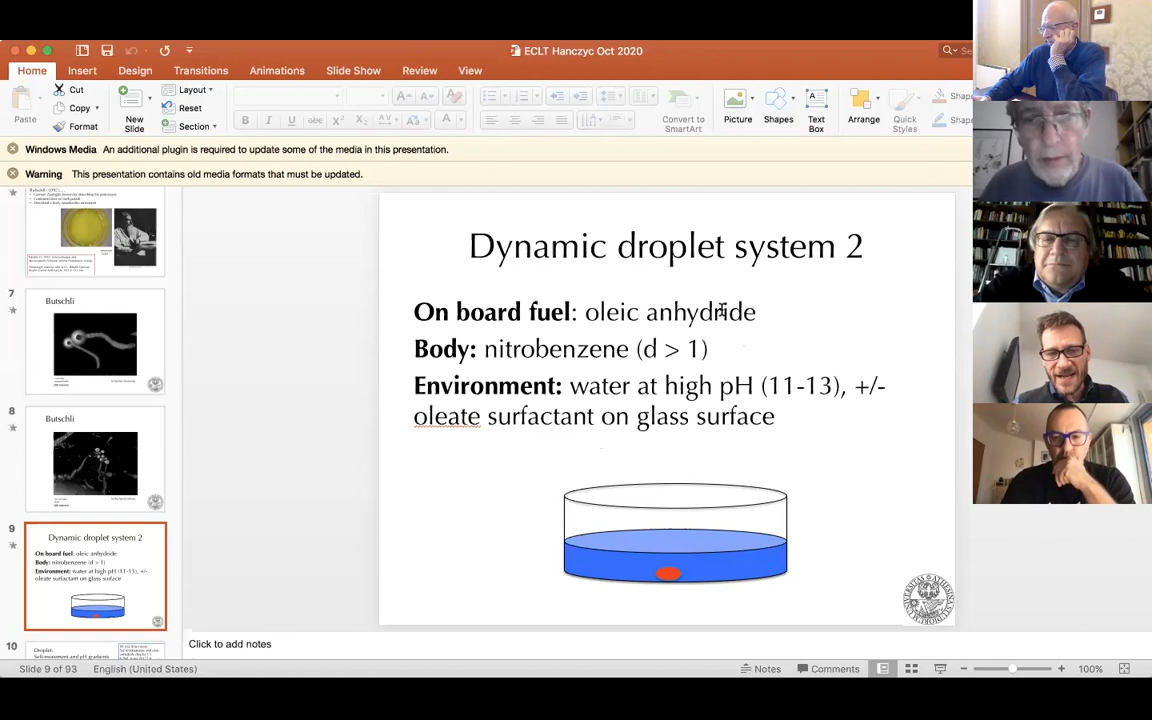 ECLT Hanczyc Oct 2020
Home Insert Design Transitions Animations Slide Show Review View
Paste
Cut
Copy
Format
New
Slide
Layout
Reset
Section
Convert to
SmartArt
Picture
Shapes
Text
Box
Arrange
Quick
Styles
Windows Media An additional plugin is required to update some of the media in this presentation.
Warning This presentation contains old media formats that must be updated.
7
Butschli
8
Butschli
9
Dynamic droplet system 2
On board fuel: oleic anhydride
Body: nitrobenzene (d > 1)
Environment: water at high pH (11-13), +/-
oleate surfactant on glass surface
10
Droplet
Dynamic droplet system 2
On board fuel: oleic anhydride
Body: nitrobenzene (d > 1)
Environment: water at high pH (11-13), +/-
oleate surfactant on glass surface
Click to add notes
Slide 9 of 93 English (United States) Notes Comments 100%